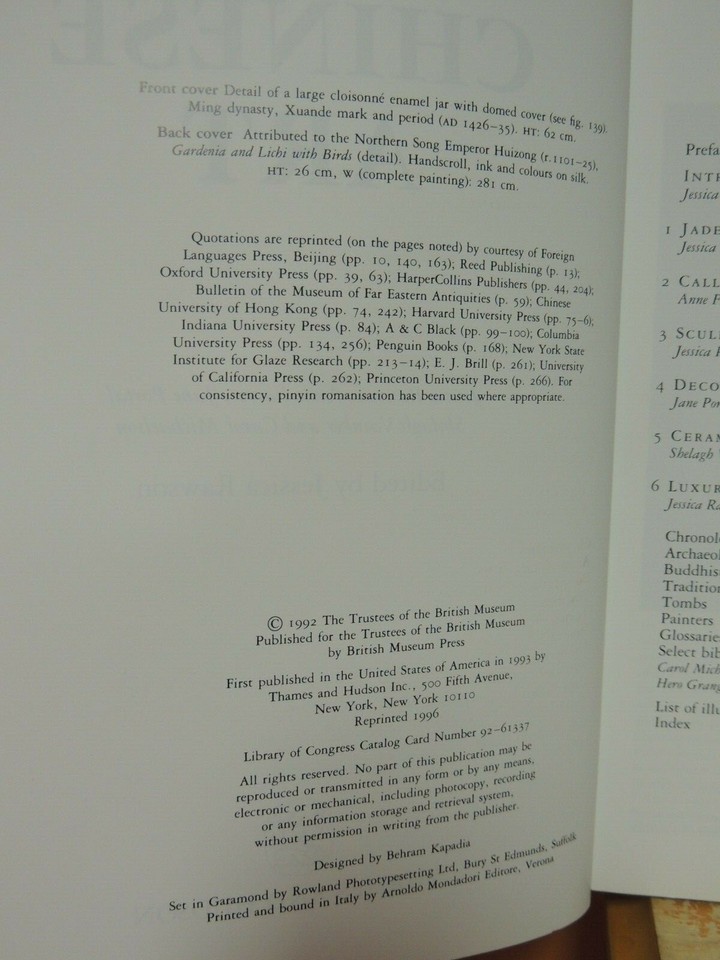 Front cover Detail of a large cloisonné enamel jar with domed cover (see fig. 139).
Ming dynasty, Xuande mark and period (AD 1426–35). HT: 62 cm.
Back cover Attributed to the Northern Song Emperor Huizong (r. 1101–25),
Gardenia and Lichi with Birds (detail). Handscroll, ink and colours on silk.
HT: 26 cm, W (complete painting): 281 cm.
Quotations are reprinted (on the pages noted) by courtesy of Foreign
Languages Press, Beijing (pp. 10, 140, 163); Reed Publishing (p. 13);
Oxford University Press (pp. 39, 63); HarperCollins Publishers (pp. 44, 204);
Bulletin of the Museum of Far Eastern Antiquities (p. 59); Chinese
University of Hong Kong (pp. 74, 242); Harvard University Press (pp. 75–6);
Indiana University Press (p. 84); A & C Black (pp. 99–100); Columbia
University Press (pp. 134, 256); Penguin Books (p. 168); New York State
Institute for Glaze Research (pp. 213–14); E. J. Brill (p. 261); University
of California Press (p. 262); Princeton University Press (p. 266). For
consistency, pinyin romanisation has been used where appropriate.
© 1992 The Trustees of the British Museum
Published for the Trustees of the British Museum
by British Museum Press
First published in the United States of America in 1993 by
Thames and Hudson Inc., 500 Fifth Avenue,
New York, New York 10110
Reprinted 1996
Library of Congress Catalog Card Number 92–61337
All rights reserved. No part of this publication may be
reproduced or transmitted in any form or by any means,
electronic or mechanical, including photocopy, recording
or any information storage and retrieval system,
without permission in writing from the publisher.
Designed by Behram Kapadia
Set in Garamond by Rowland Phototypesetting Ltd, Bury St Edmunds, Suffolk
Printed and bound in Italy by Arnoldo Mondadori Editore, Verona
Prefa
INT
Jessica
1 JADE
Jessica
2 CALL
Anne F
3 SCUL
Jessica
4 DECO
Jane Por
5 CERAM
Shelagh
6 LUXUR
Jessica Ra
Chronol
Archaeol
Buddhis
Tradition
Tombs
Painters
Glossarie
Select bib
Carol Mich
Hero Grang
List of illu
Index